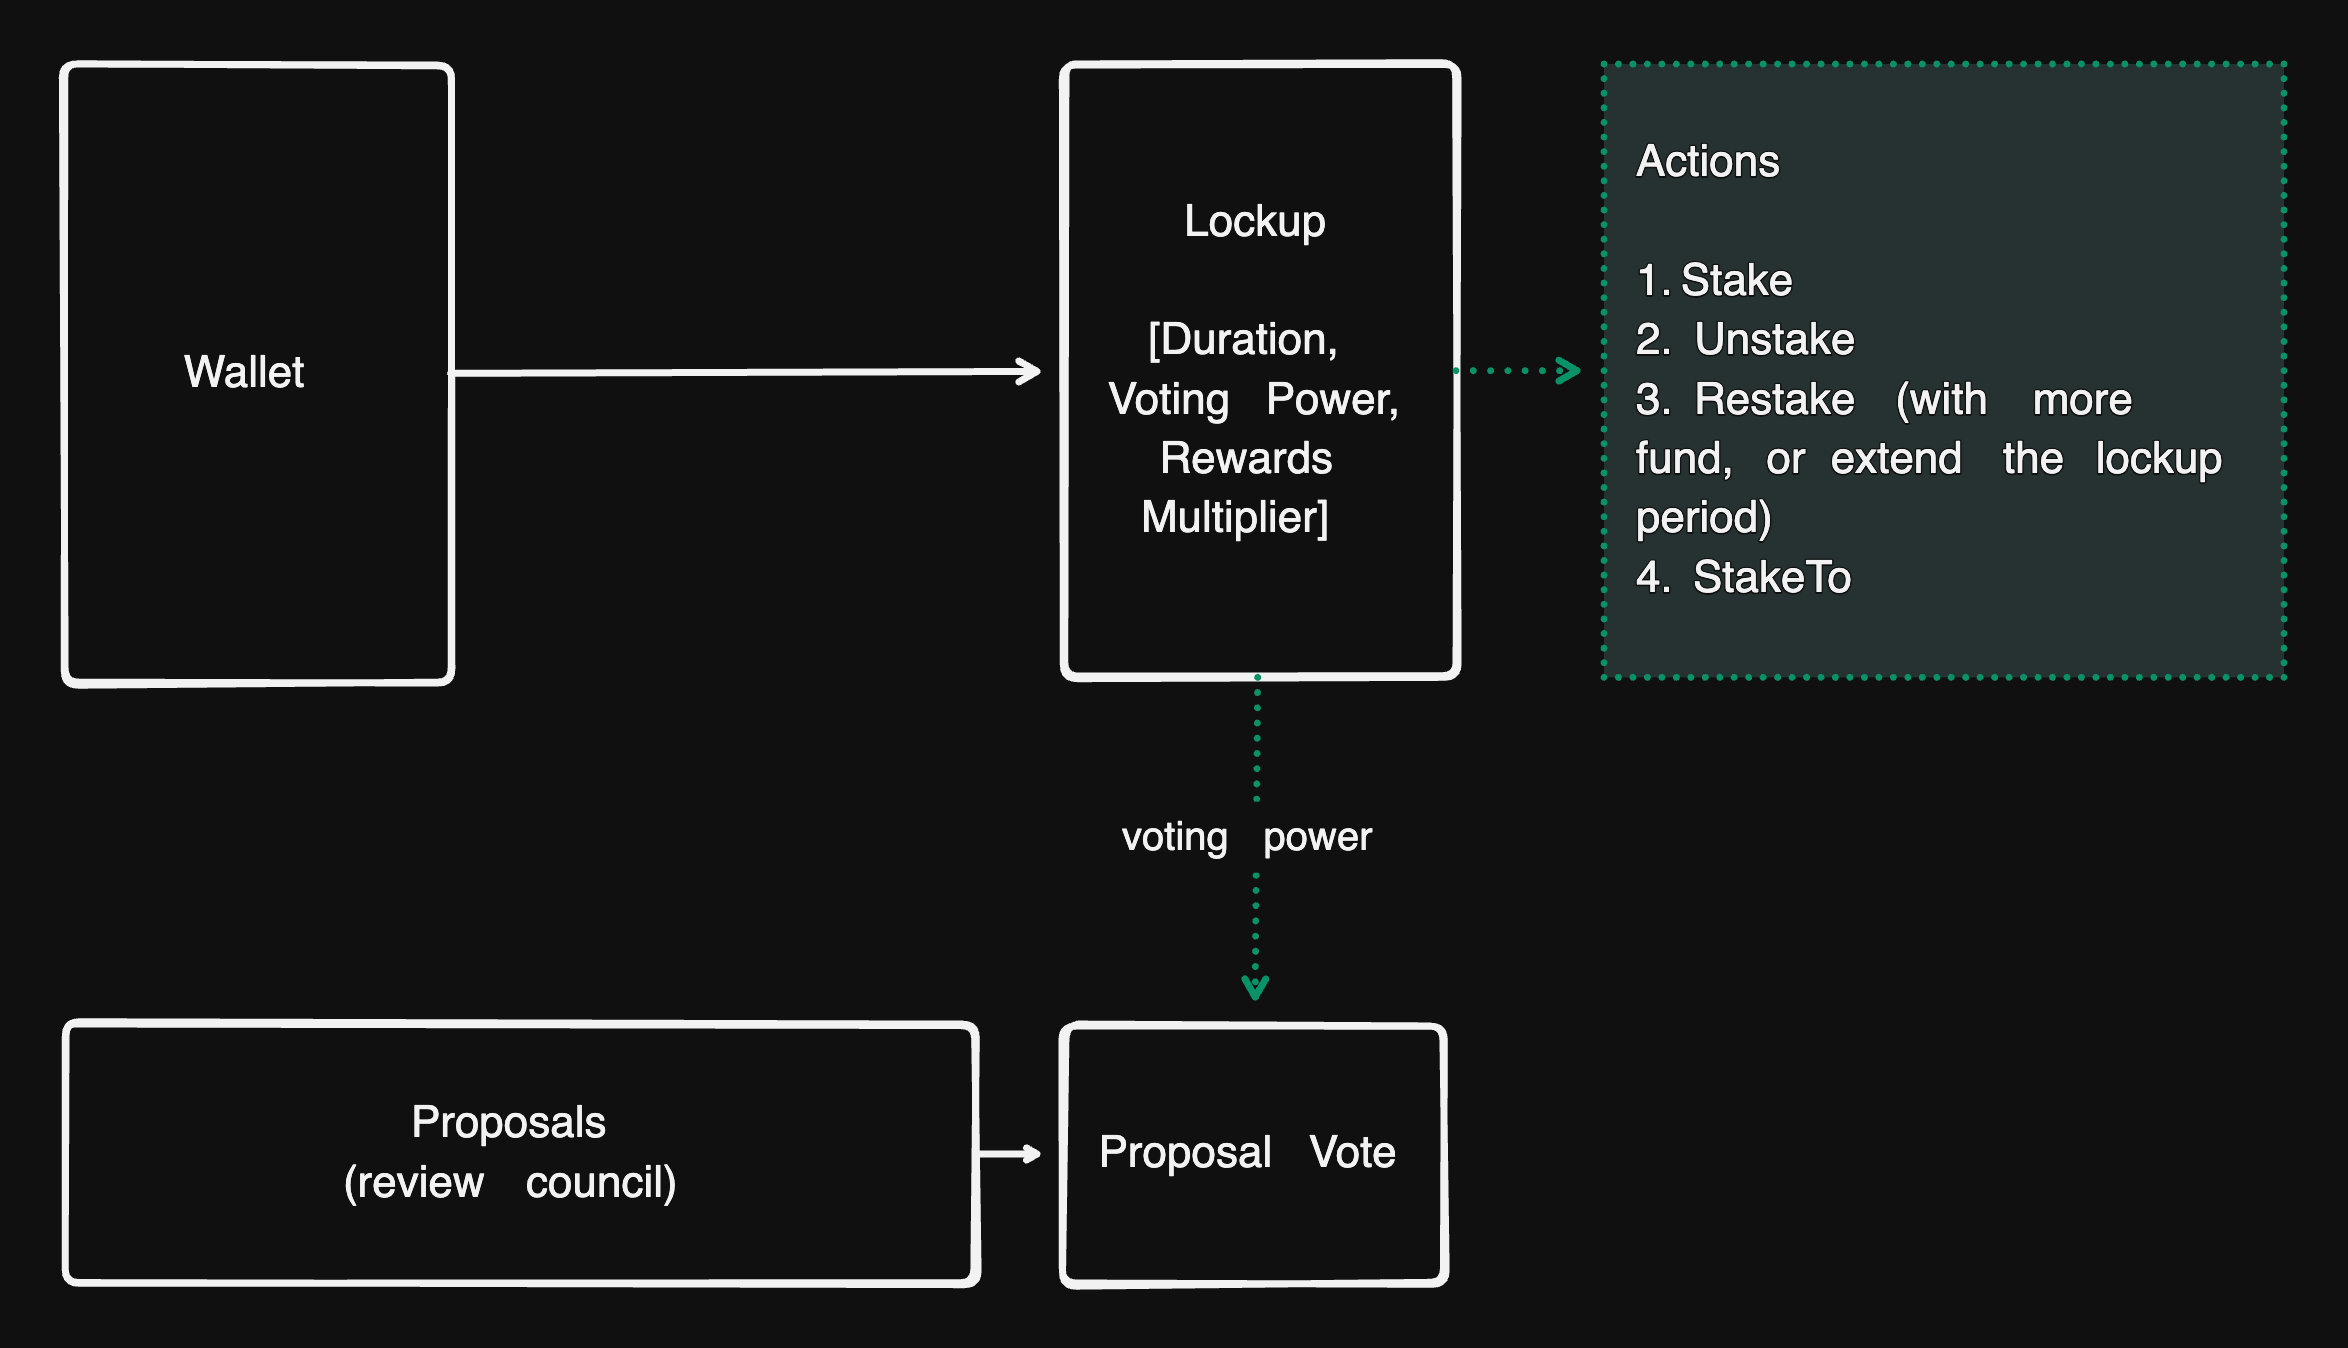 Wallet
Lockup
[Duration,
Voting Power,
Rewards
Multiplier]
Actions
1. Stake
2. Unstake
3. Restake (with more
fund, or extend the lockup
period)
4. StakeTo
voting power
Proposals
(review council)
Proposal Vote